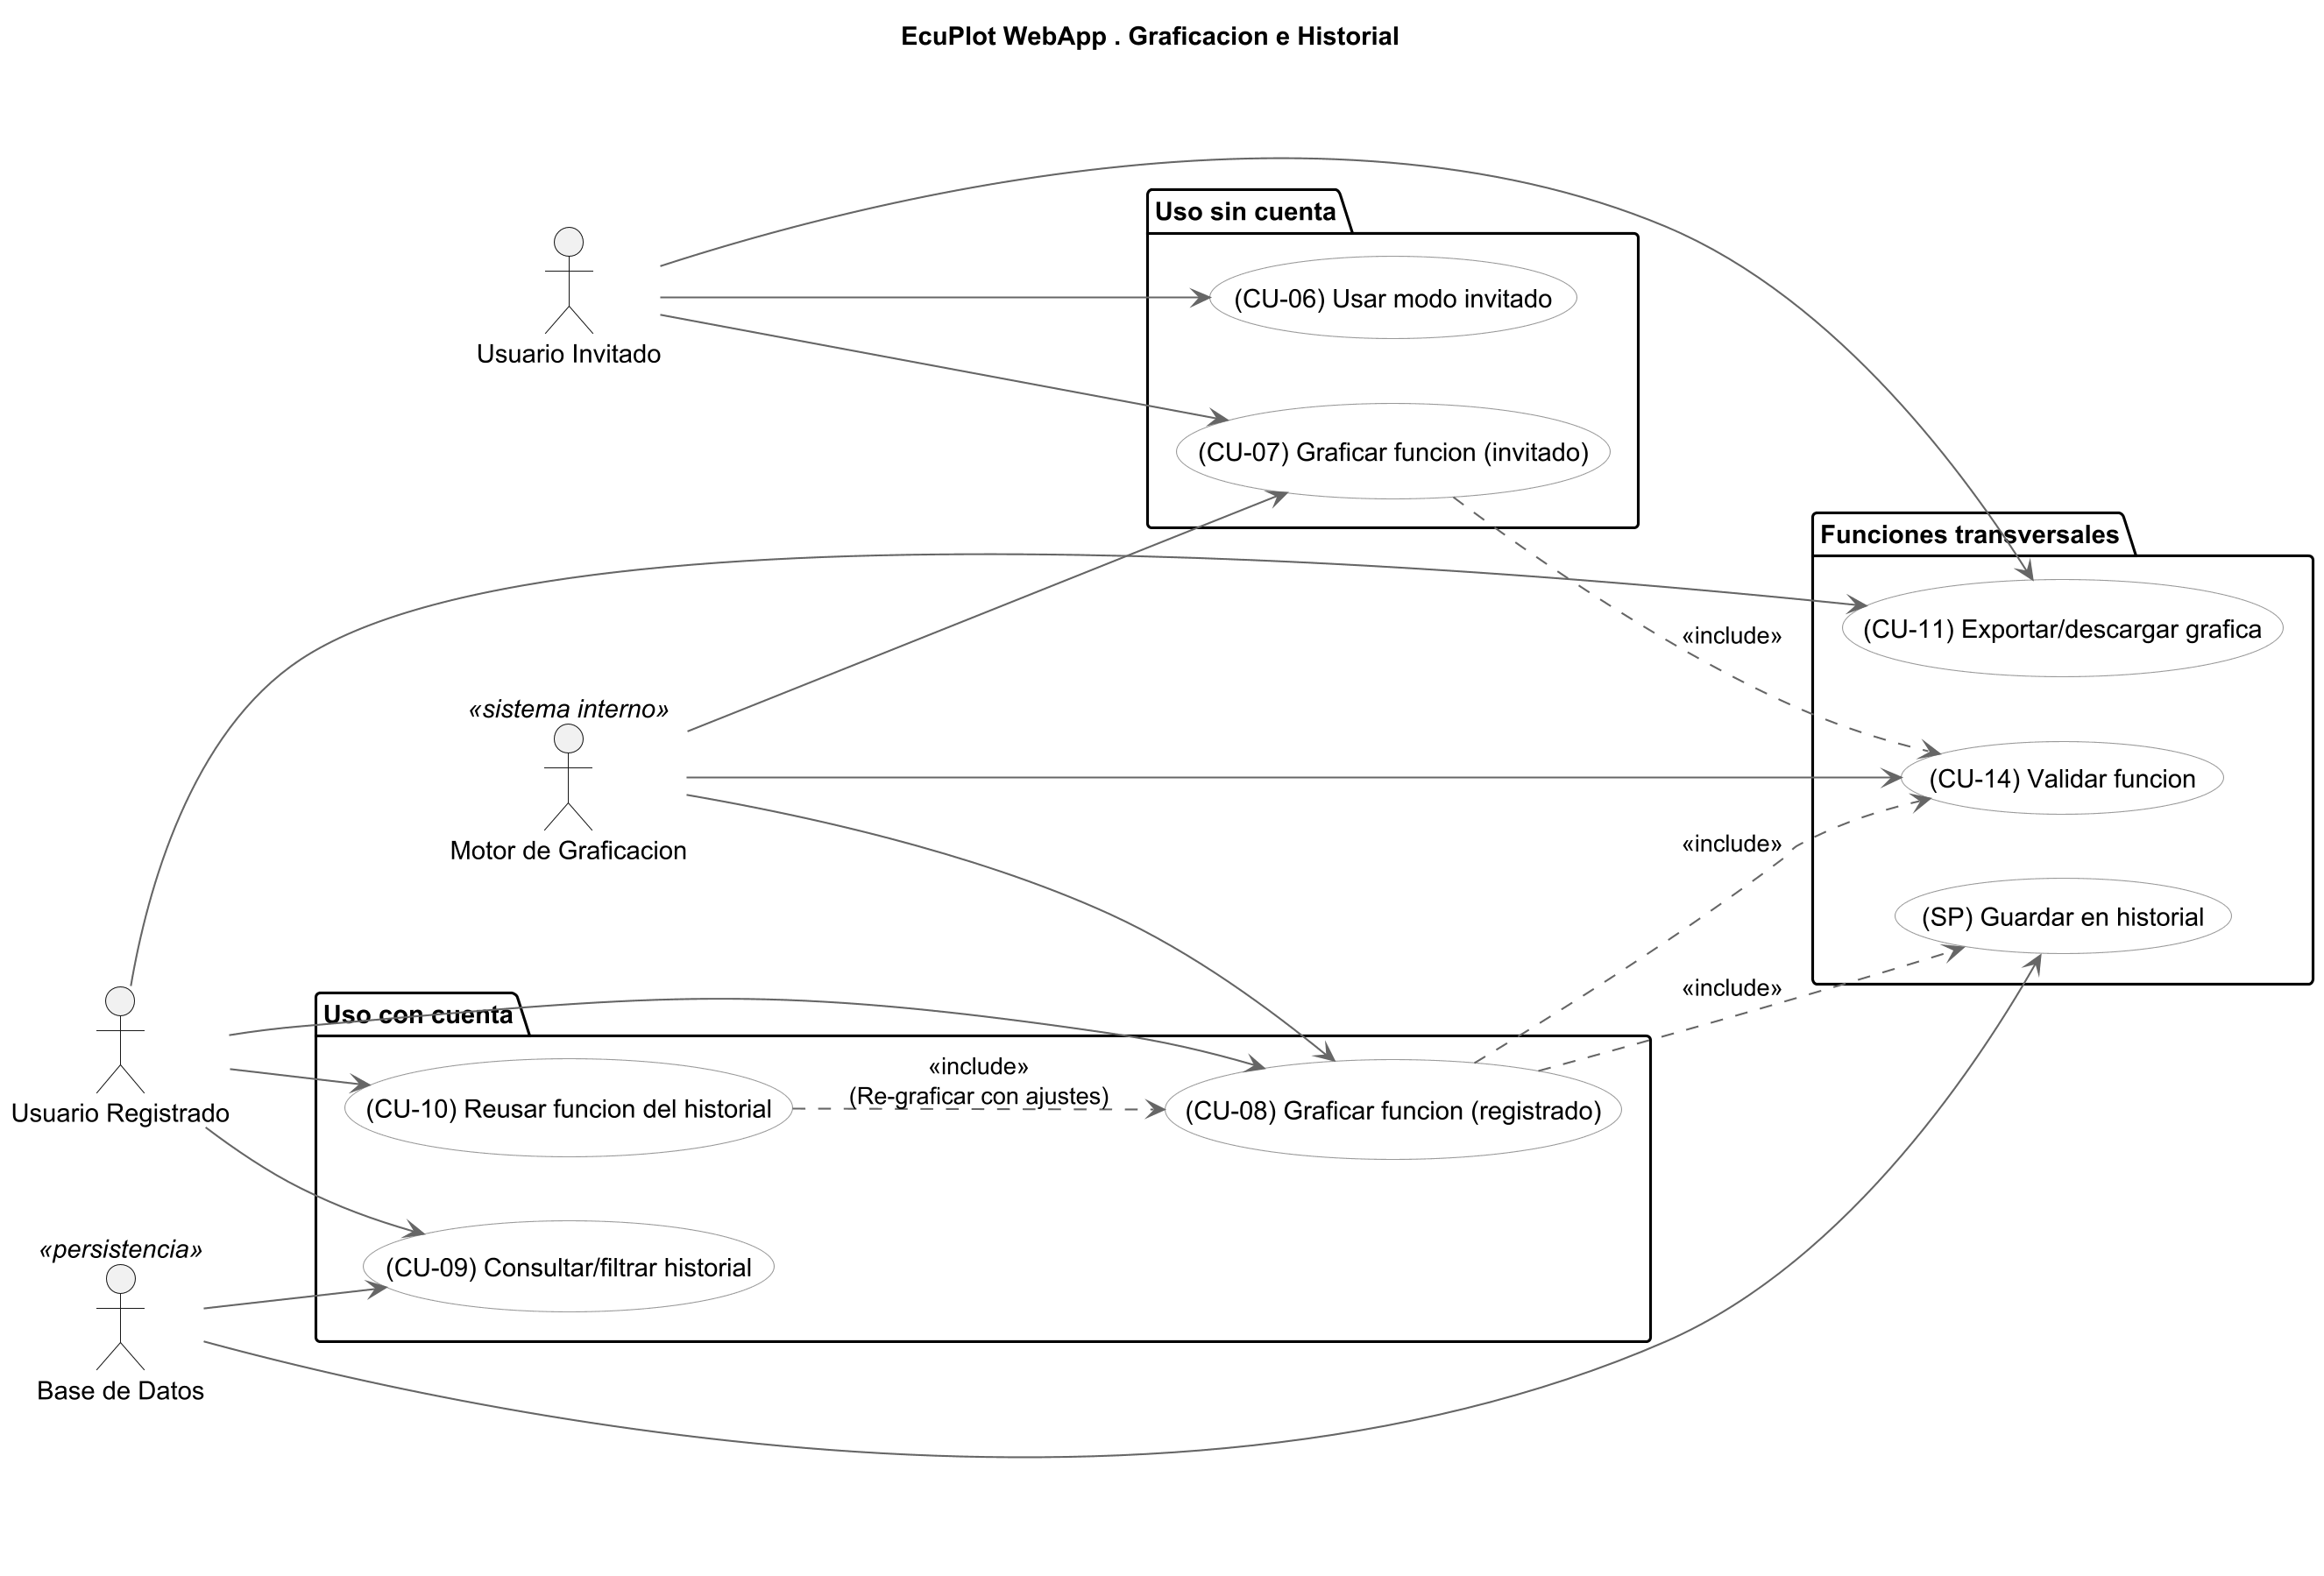 EcuPlot WebApp . Graficacion e Historial
Uso sin cuenta
(CU-06) Usar modo invitado
Usuario Invitado
(CU-07) Graficar funcion (invitado)
Funciones transversales
(CU-11) Exportar/descargar grafica
«include»
«sistema interno»
Motor de Graficacion
(CU-14) Validar funcion
«include»
(SP) Guardar en historial
«include»
Uso con cuenta
Usuario Registrado
(CU-10) Reusar funcion del historial
«include»
(Re-graficar con ajustes)
(CU-08) Graficar funcion (registrado)
«persistencia»
Base de Datos
(CU-09) Consultar/filtrar historial